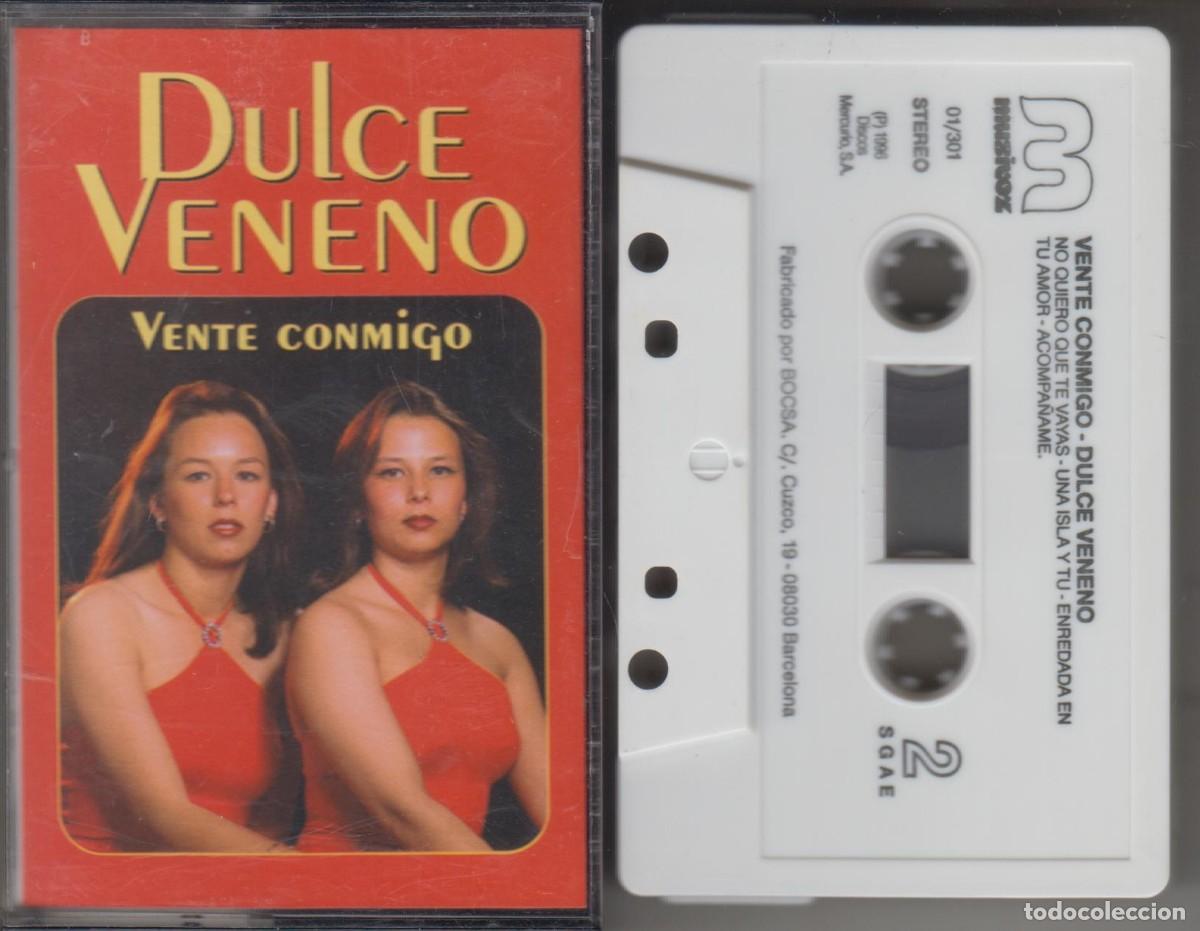 B
DULCE
VENENO
VENTE CONMIGO
muzivox
01/301
STEREO
(P) 1996
Discos
Mercurio, S.A.
VENTE CONMIGO - DULCE VENENO
NO QUIERO QUE TE VAYAS - UNA ISLA Y TU - ENREDADA EN
TU AMOR - ACOMPAÑAME.
Fabricado por BOCSA. C/. Cuzco, 19 - 08030 Barcelona
2
SGAE
todocoleccion